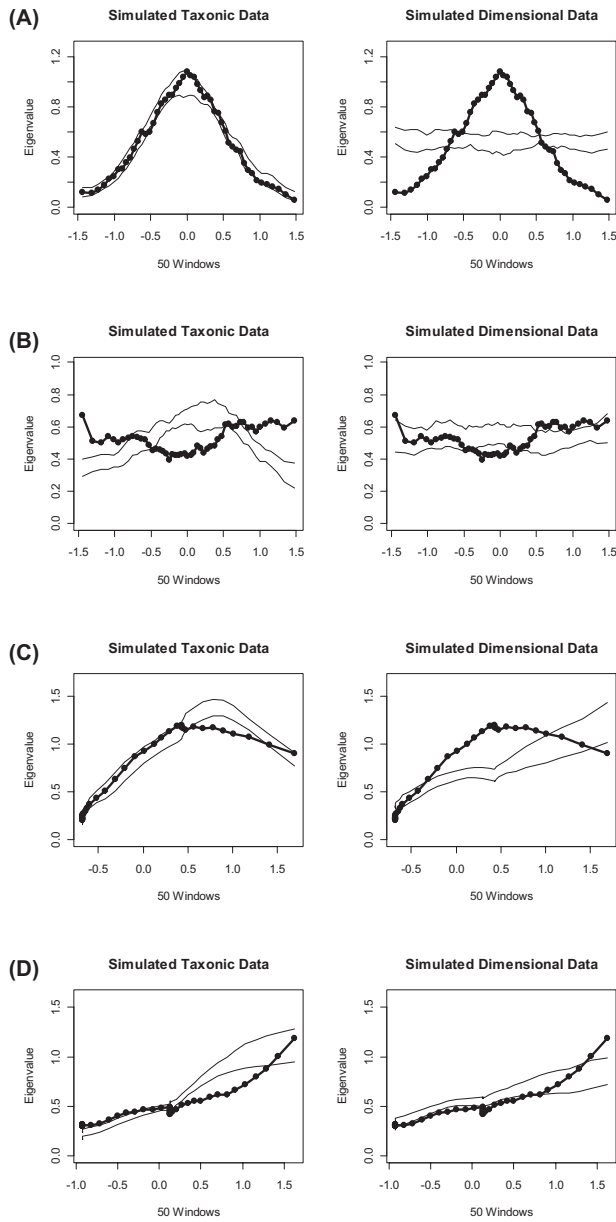 (A)
Simulated Taxonic Data
Simulated Dimensional Data
Eigenvalue
0.0 0.4 0.8 1.2
-1.5 -1.0 -0.5 0.0 0.5 1.0 1.5
50 Windows
Eigenvalue
0.0 0.4 0.8 1.2
-1.5 -1.0 -0.5 0.0 0.5 1.0 1.5
50 Windows
(B)
Simulated Taxonic Data
Simulated Dimensional Data
Eigenvalue
0.0 0.2 0.4 0.6 0.8 1.0
-1.5 -1.0 -0.5 0.0 0.5 1.0 1.5
50 Windows
Eigenvalue
0.0 0.2 0.4 0.6 0.8 1.0
-1.5 -1.0 -0.5 0.0 0.5 1.0 1.5
50 Windows
(C)
Simulated Taxonic Data
Simulated Dimensional Data
Eigenvalue
0.0 0.5 1.0 1.5
-0.5 0.0 0.5 1.0 1.5
50 Windows
Eigenvalue
0.0 0.5 1.0 1.5
-0.5 0.0 0.5 1.0 1.5
50 Windows
(D)
Simulated Taxonic Data
Simulated Dimensional Data
Eigenvalue
0.0 0.5 1.0 1.5
-1.0 -0.5 0.0 0.5 1.0 1.5
50 Windows
Eigenvalue
0.0 0.5 1.0 1.5
-1.0 -0.5 0.0 0.5 1.0 1.5
50 Windows